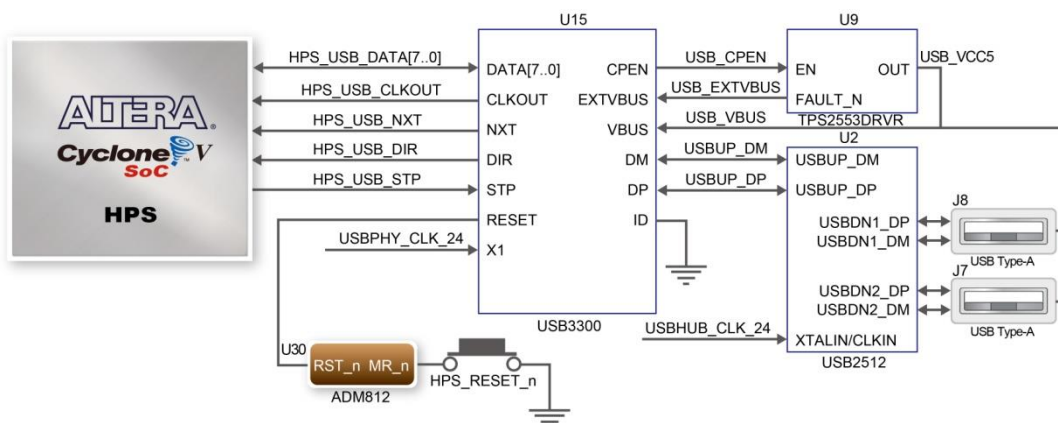 U15
U9
HPS_USB_DATA[7..0]
DATA[7..0]
CPEN
USB_CPEN
EN
OUT
USB_VCC5
HPS_USB_CLKOUT
CLKOUT
EXTVBUS
USB_EXTVBUS
FAULT_N
ALTERA®
HPS_USB_NXT
NXT
VBUS
USB_VBUS
TPS2553DRVR
U2
Cyclone™ V
SoC
HPS_USB_DIR
DIR
DM
USBUP_DM
USBUP_DM
HPS_USB_STP
STP
DP
USBUP_DP
USBUP_DP
HPS
RESET
ID
USBPHY_CLK_24
X1
USBDN1_DP
USBDN1_DM
J8
USB Type-A
J7
USBDN2_DP
USBDN2_DM
USB Type-A
USB3300
USBHUB_CLK_24
XTALIN/CLKIN
USB2512
U30
RST_n MR_n
HPS_RESET_n
ADM812